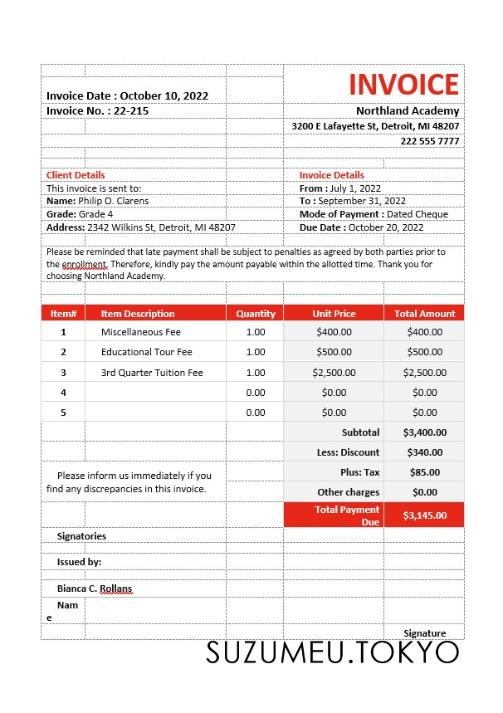 INVOICE
Invoice Date : October 10, 2022
Invoice No. : 22-215
Northland Academy
3200 E Lafayette St, Detroit, MI 48207
222 555 7777
Client Details
This invoice is sent to:
Name: Philip O. Clarens
Grade: Grade 4
Address: 2342 Wilkins St, Detroit, MI 48207
Invoice Details
From : July 1, 2022
To : September 31, 2022
Mode of Payment : Dated Cheque
Due Date : October 20, 2022
Please be reminded that late payment shall be subject to penalties as agreed by both parties prior to
the enrollment. Therefore, kindly pay the amount payable within the allotted time. Thank you for
choosing Northland Academy.
Item# Item Description Quantity Unit Price Total Amount
1 Miscellaneous Fee 1.00 $400.00 $400.00
2 Educational Tour Fee 1.00 $500.00 $500.00
3 3rd Quarter Tuition Fee 1.00 $2,500.00 $2,500.00
4 0.00 $0.00 $0.00
5 0.00 $0.00 $0.00
Subtotal $3,400.00
Less: Discount $340.00
Plus: Tax $85.00
Other charges $0.00
Please inform us immediately if you
find any discrepancies in this invoice.
Total Payment
Due
$3,145.00
Signatories
Issued by:
Bianca C. Rollans
Nam
e
Signature
SUZUMEU.TOKYO